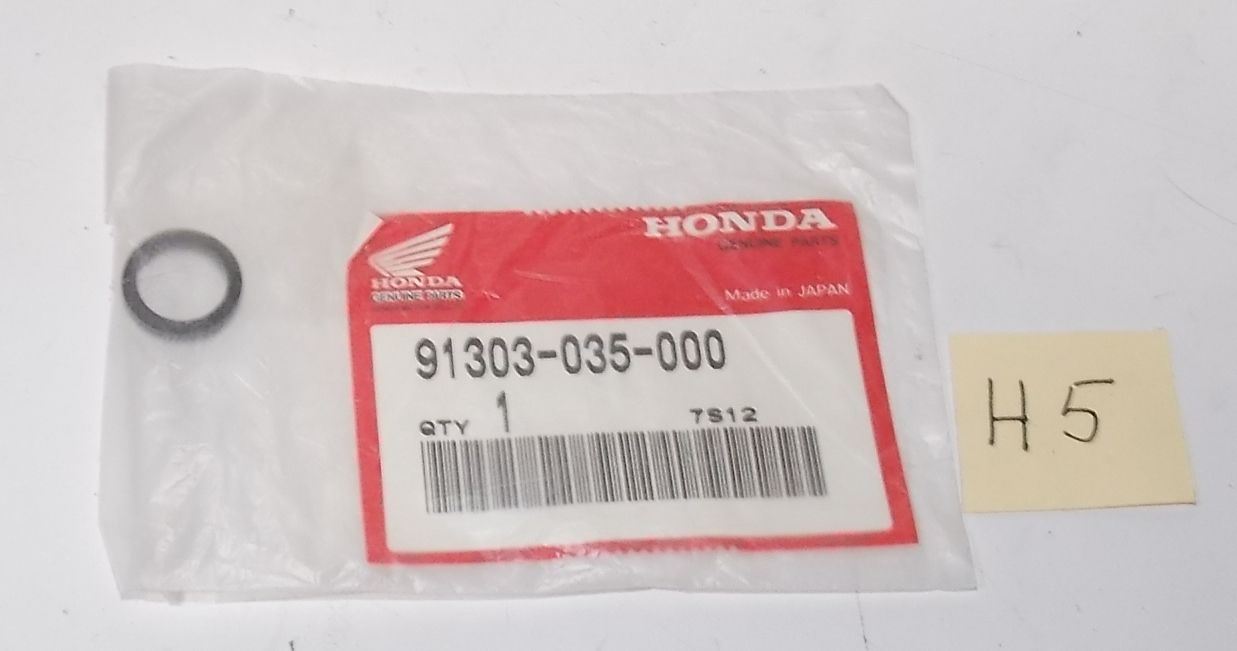 HONDA
GENUINE PARTS
HONDA
GENUINE PARTS
Made in JAPAN
91303-035-000
QTY 1 7S12
H5